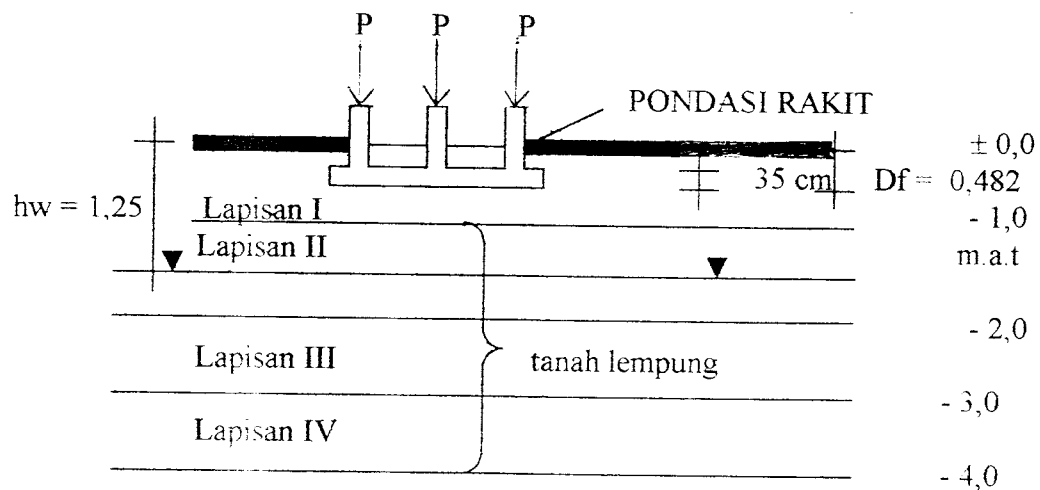 P P P
PONDASI RAKIT
± 0,0
35 cm Df = 0,482
hw = 1,25
Lapisan I
- 1,0
Lapisan II
m.a.t
- 2,0
Lapisan III
tanah lempung
- 3,0
Lapisan IV
- 4,0